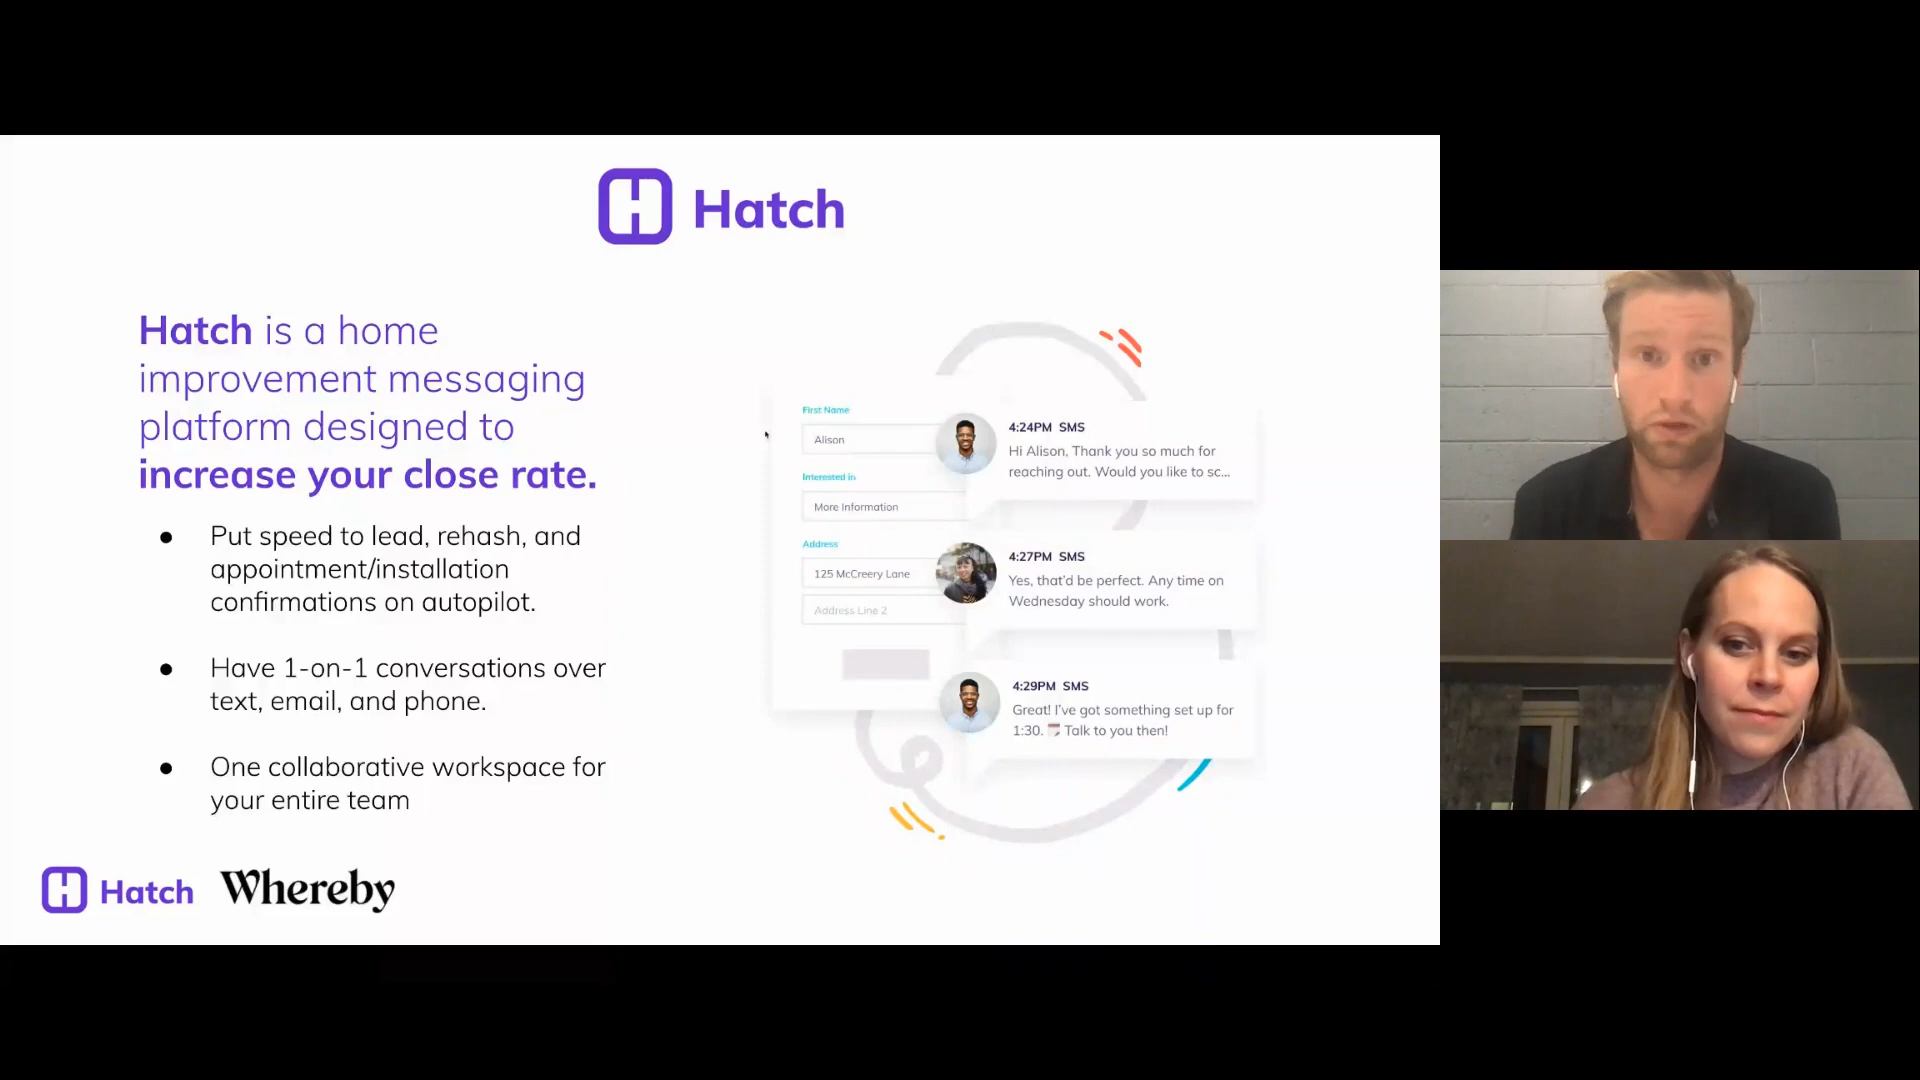 Hatch
Hatch is a home
improvement messaging
platform designed to
increase your close rate.
● Put speed to lead, rehash, and
appointment/installation
confirmations on autopilot.
● Have 1-on-1 conversations over
text, email, and phone.
● One collaborative workspace for
your entire team
First Name
Alison
Interested in
More Information
Address
125 McCreery Lane
Address Line 2
4:24PM SMS
Hi Alison, Thank you so much for
reaching out. Would you like to sc...
4:27PM SMS
Yes, that'd be perfect. Any time on
Wednesday should work.
4:29PM SMS
Great! I've got something set up for
1:30. 🗓 Talk to you then!
Hatch Whereby